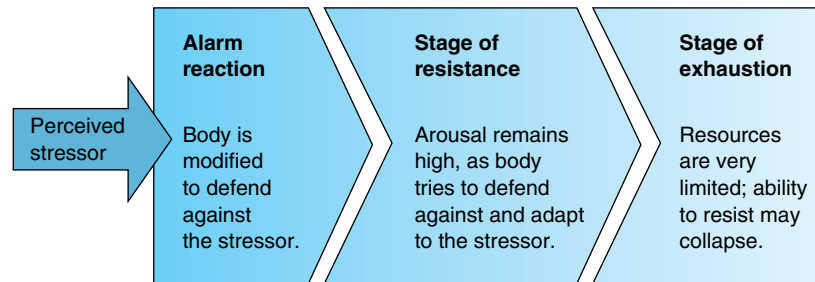 Perceived
stressor
Alarm
reaction
Body is
modified
to defend
against
the stressor.
Stage of
resistance
Arousal remains
high, as body
tries to defend
against and adapt
to the stressor.
Stage of
exhaustion
Resources
are very
limited; ability
to resist may
collapse.